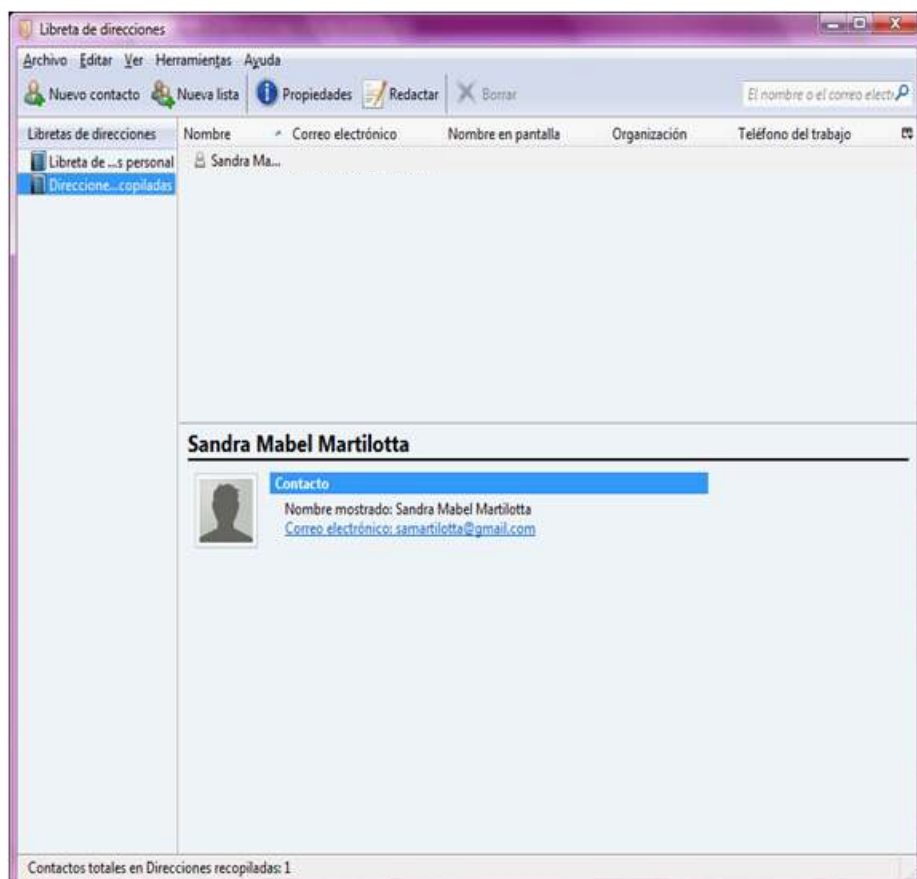 Libreta de direcciones
Archivo Editar Ver Herramientas Ayuda
Nuevo contacto Nueva lista Propiedades Redactar Borrar El nombre o el correo electr
Libretas de direcciones Nombre Correo electrónico Nombre en pantalla Organización Teléfono del trabajo
Libreta de ...s personal Sandra Ma...
Direccione...copiladas
Sandra Mabel Martilotta
Contacto
Nombre mostrado: Sandra Mabel Martilotta
Correo electrónico: samartilotta@gmail.com
Contactos totales en Direcciones recopiladas: 1